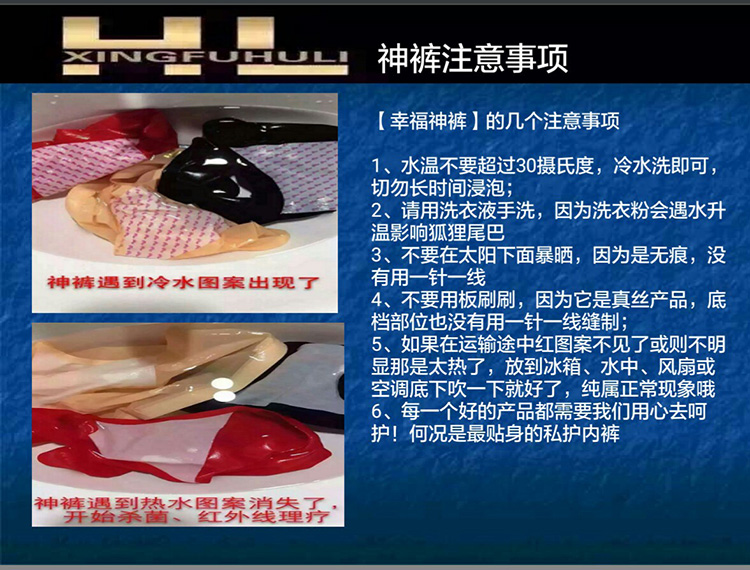 HL
XINGFUHULI
神裤注意事项
神裤遇到冷水图案出现了
神裤遇到热水图案消失了，
开始杀菌、红外线理疗
【幸福神裤】的几个注意事项
1、水温不要超过30摄氏度，冷水洗即可，
切勿长时间浸泡；
2、请用洗衣液手洗，因为洗衣粉会遇水升
温影响狐狸尾巴
3、不要在太阳下面暴晒，因为是无痕，没
有用一针一线
4、不要用板刷刷，因为它是真丝产品，底
档部位也没有用一针一线缝制；
5、如果在运输途中红图案不见了或则不明
显那是太热了，放到冰箱、水中、风扇或
空调底下吹一下就好了，纯属正常现象哦
6、每一个好的产品都需要我们用心去呵
护！何况是最贴身的私护内裤